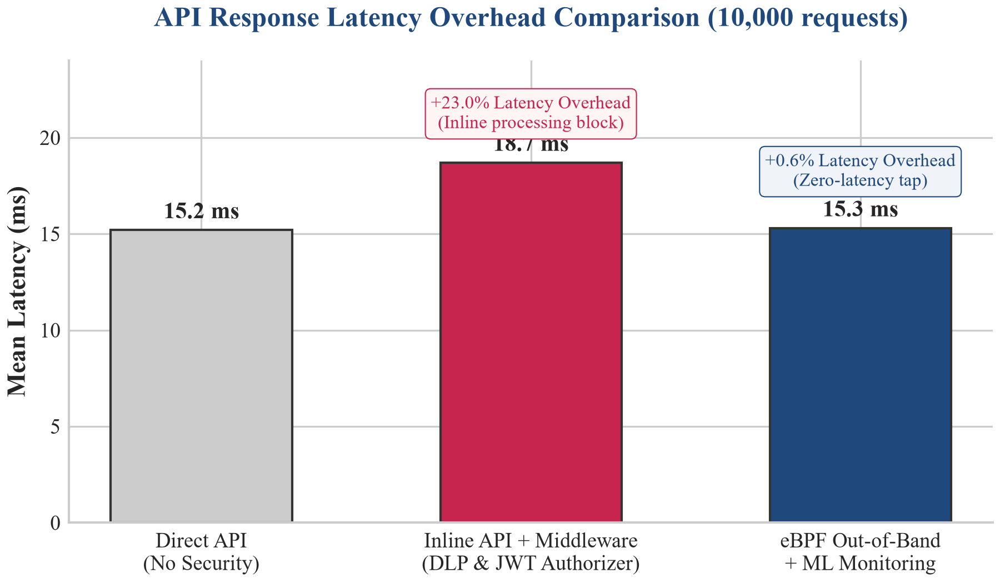 API Response Latency Overhead Comparison (10,000 requests)
+23.0% Latency Overhead
(Inline processing block)
18.7 ms
+0.6% Latency Overhead
(Zero-latency tap)
15.2 ms
15.3 ms
Mean Latency (ms)
20
15
10
5
0
Direct API
(No Security)
Inline API + Middleware
(DLP & JWT Authorizer)
eBPF Out-of-Band
+ ML Monitoring